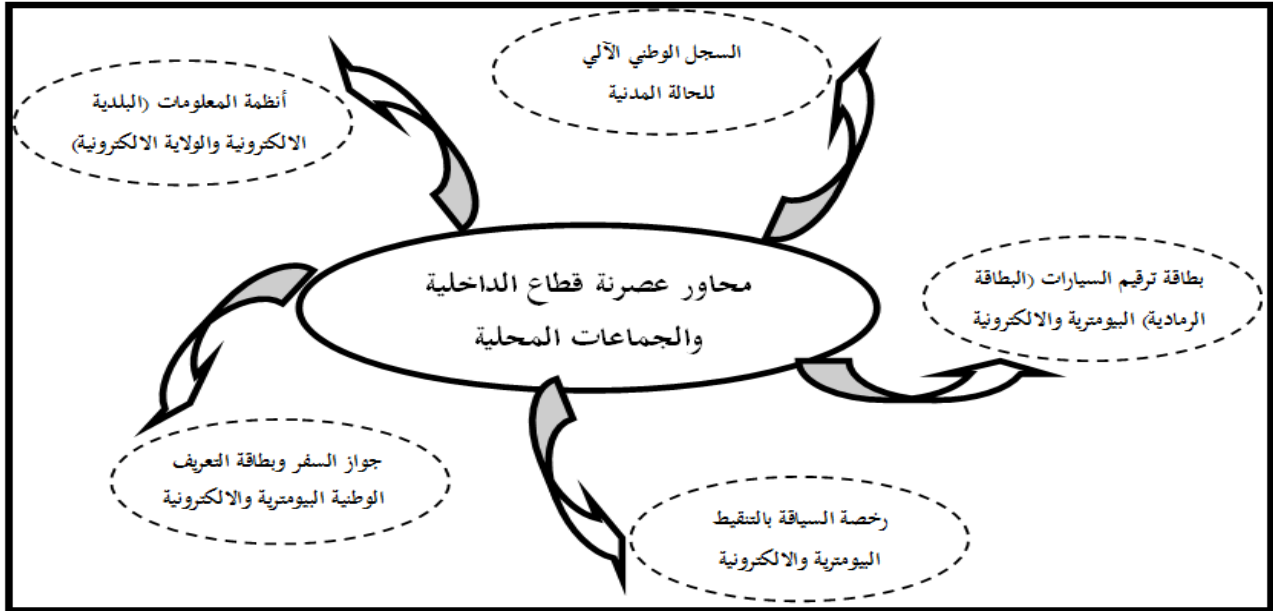 السجل الوطني الآلي
للحالة المدنية
أنظمة المعلومات (البلدية
الالكترونية والولاية الالكترونية)
بطاقة ترقيم السيارات (البطاقة
الرمادية) البيومترية والالكترونية
محاور عصرنة قطاع الداخلية
والجماعات المحلية
جواز السفر وبطاقة التعريف
الوطنية البيومترية والالكترونية
رخصة السياقة بالتنقيط
البيومترية والالكترونية